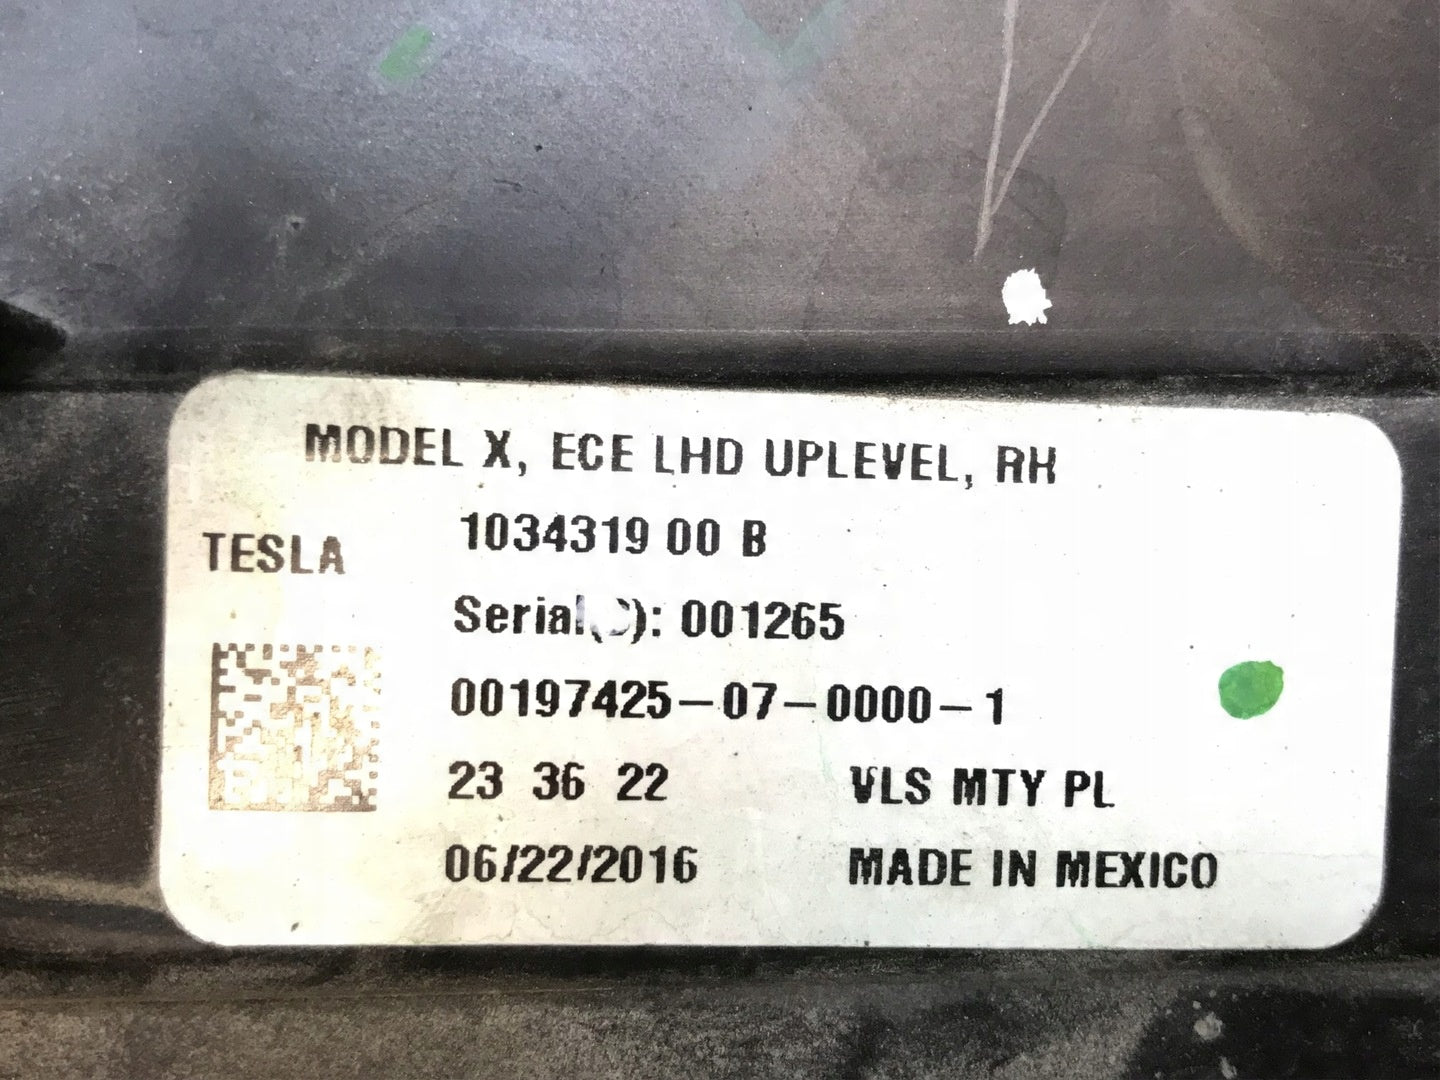 MODEL X, ECE LHD UPLEVEL, RH
1034319 00 B
TESLA
Serial(S): 001265
00197425-07-0000-1
23 36 22 VLS MTY PL
06/22/2016 MADE IN MEXICO